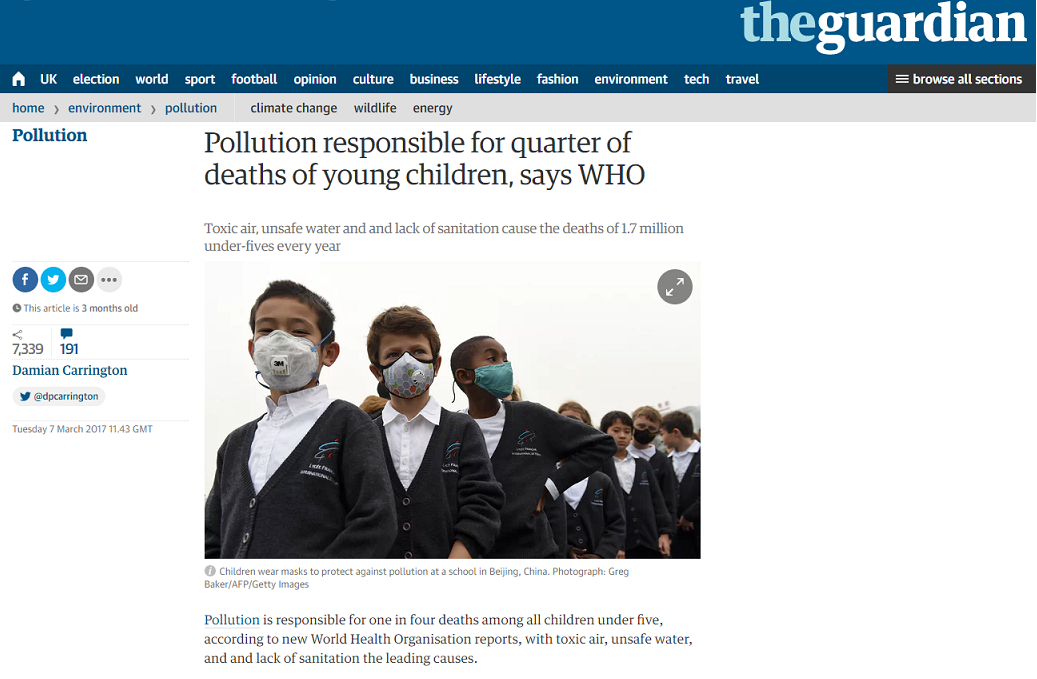 theguardian
UK election world sport football opinion culture business lifestyle fashion environment tech travel browse all sections
home › environment › pollution climate change wildlife energy
Pollution
Pollution responsible for quarter of
deaths of young children, says WHO
Toxic air, unsafe water and and lack of sanitation cause the deaths of 1.7 million
under-fives every year
This article is 3 months old
7,339 191
Damian Carrington
@dpcarrington
Tuesday 7 March 2017 11.43 GMT
3M
Children wear masks to protect against pollution at a school in Beijing, China. Photograph: Greg
Baker/AFP/Getty Images
Pollution is responsible for one in four deaths among all children under five,
according to new World Health Organisation reports, with toxic air, unsafe water,
and and lack of sanitation the leading causes.